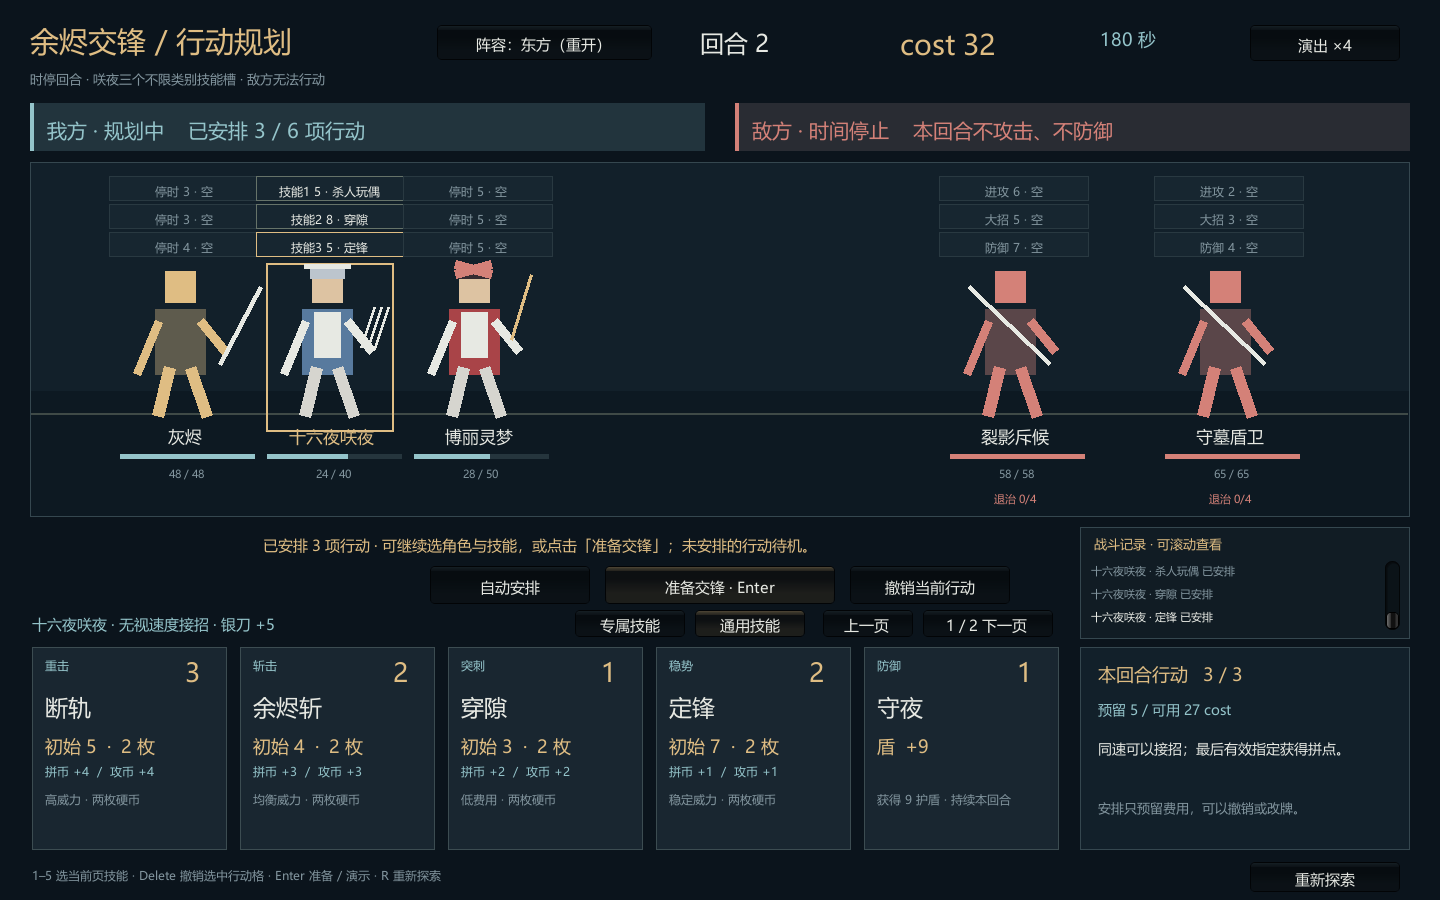 余烬交锋 / 行动规划
阵容：东方（重开）
回合 2
cost 32
180 秒
演出 ×4
时停回合 · 咲夜三个不限类别技能槽 · 敌方无法行动
我方 · 规划中 已安排 3 / 6 项行动
敌方 · 时间停止 本回合不攻击、不防御
停时 3 · 空
技能1 5 · 杀人玩偶
停时 5 · 空
进攻 6 · 空
进攻 2 · 空
停时 3 · 空
技能2 8 · 穿隙
停时 5 · 空
大招 5 · 空
大招 3 · 空
停时 4 · 空
技能3 5 · 定锋
停时 5 · 空
防御 7 · 空
防御 4 · 空
灰烬
十六夜咲夜
博丽灵梦
裂影斥候
守墓盾卫
48 / 48
24 / 40
28 / 50
58 / 58
65 / 65
退治 0/4
退治 0/4
已安排 3 项行动 · 可继续选角色与技能，或点击「准备交锋」；未安排的行动待机。
自动安排
准备交锋 · Enter
撤销当前行动
战斗记录 · 可滚动查看
十六夜咲夜 · 杀人玩偶 已安排
十六夜咲夜 · 穿隙 已安排
十六夜咲夜 · 定锋 已安排
十六夜咲夜 · 无视速度接招 · 银刀 +5
专属技能
通用技能
上一页
1 / 2 下一页
重击
3
断轨
初始 5 · 2 枚
拼币 +4 / 攻币 +4
高威力 · 两枚硬币
斩击
2
余烬斩
初始 4 · 2 枚
拼币 +3 / 攻币 +3
均衡威力 · 两枚硬币
突刺
1
穿隙
初始 3 · 2 枚
拼币 +2 / 攻币 +2
低费用 · 两枚硬币
稳势
2
定锋
初始 7 · 2 枚
拼币 +1 / 攻币 +1
稳定威力 · 两枚硬币
防御
1
守夜
盾 +9
获得 9 护盾 · 持续本回合
本回合行动 3 / 3
预留 5 / 可用 27 cost
同速可以接招；最后有效指定获得拼点。
安排只预留费用，可以撤销或改牌。
1–5 选当前页技能 · Delete 撤销选中行动格 · Enter 准备 / 演示 · R 重新探索
重新探索